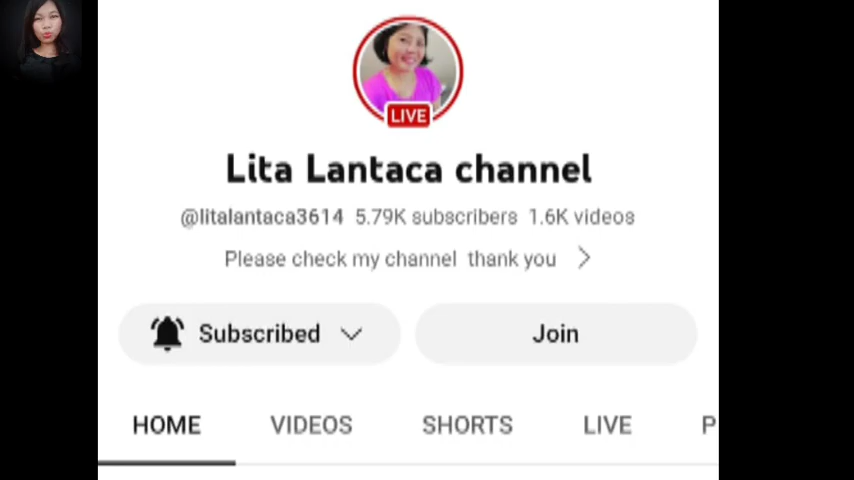 LIVE
Lita Lantaca channel
@litalantaca3614 5.79K subscribers 1.6K videos
Please check my channel thank you
Subscribed
Join
HOME VIDEOS SHORTS LIVE P